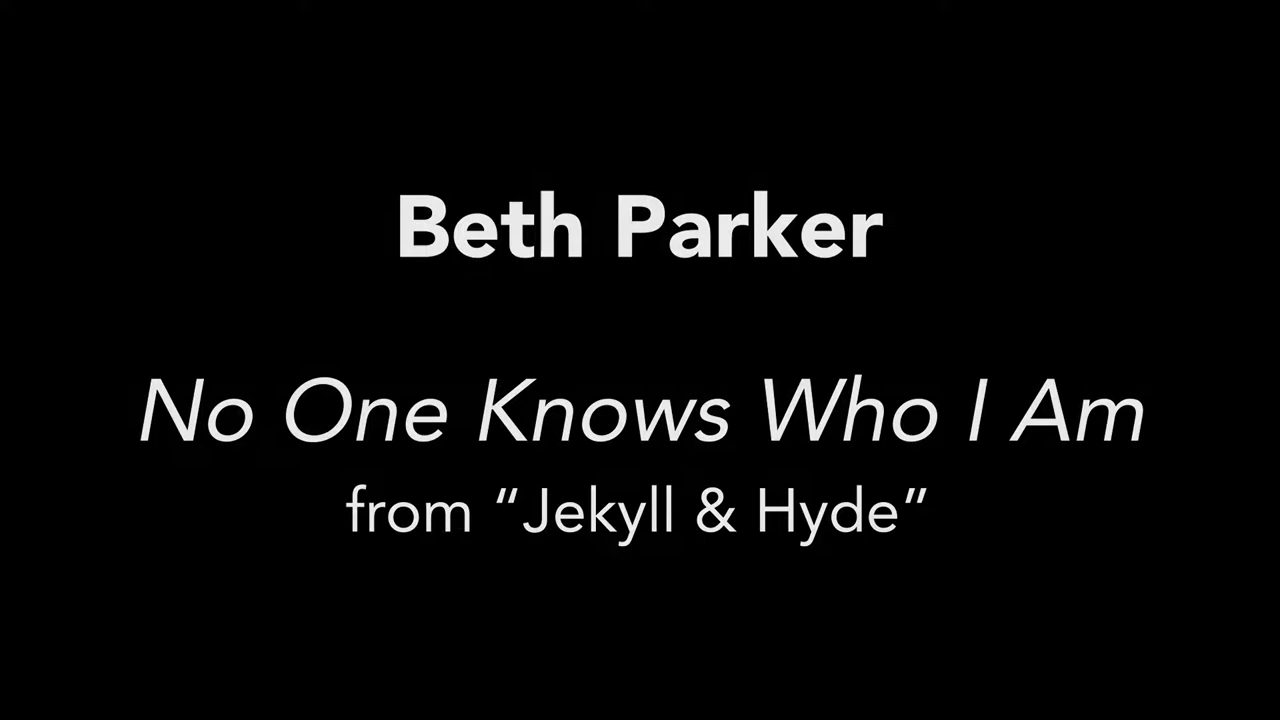 Beth Parker
No One Knows Who I Am
from “Jekyll & Hyde”